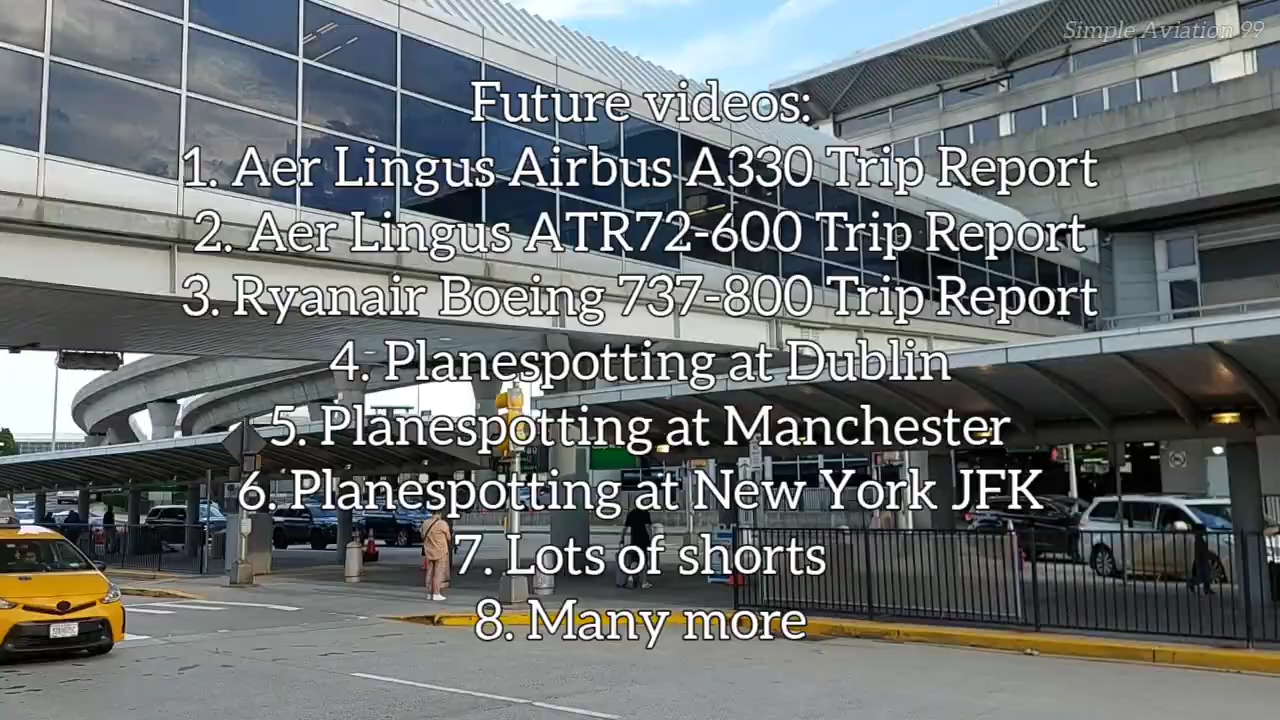 Simple Aviation 99
Future videos:
1. Aer Lingus Airbus A330 Trip Report
2. Aer Lingus ATR72-600 Trip Report
3. Ryanair Boeing 737-800 Trip Report
4. Planespotting at Dublin
5. Planespotting at Manchester
6. Planespotting at New York JFK
7. Lots of shorts
8. Many more